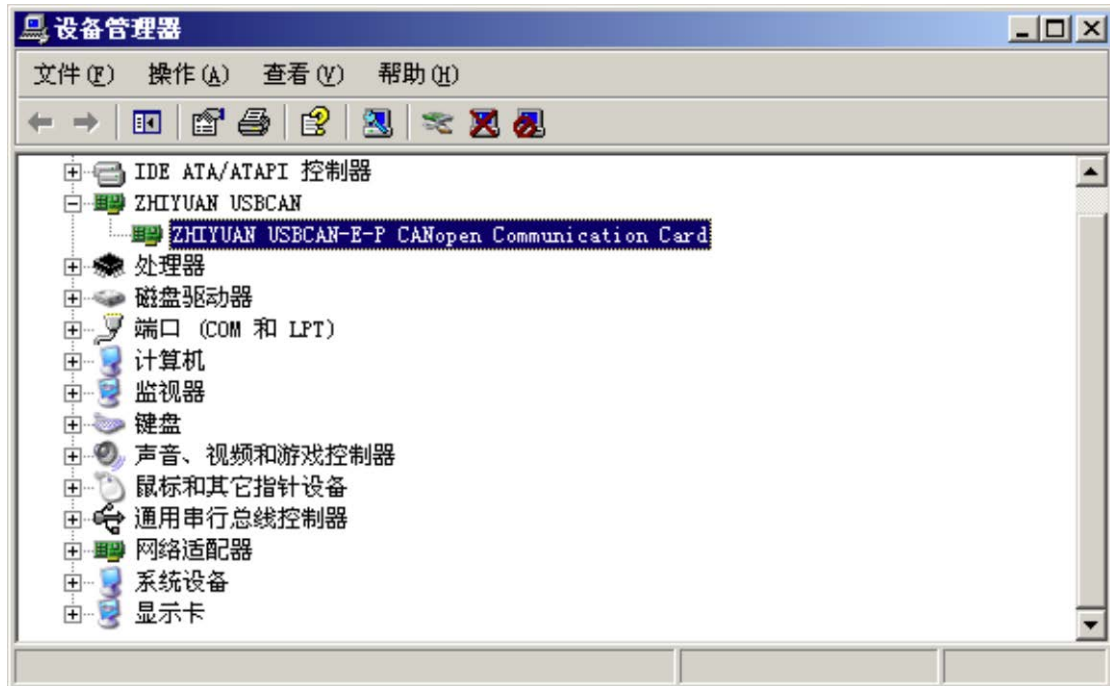 设备管理器
文件(F) 操作(A) 查看(V) 帮助(H)
IDE ATA/ATAPI 控制器
ZHIYUAN USBCAN
ZHIYUAN USBCAN-E-P CANopen Communication Card
处理器
磁盘驱动器
端口 (COM 和 LPT)
计算机
监视器
键盘
声音、视频和游戏控制器
鼠标和其它指针设备
通用串行总线控制器
网络适配器
系统设备
显示卡